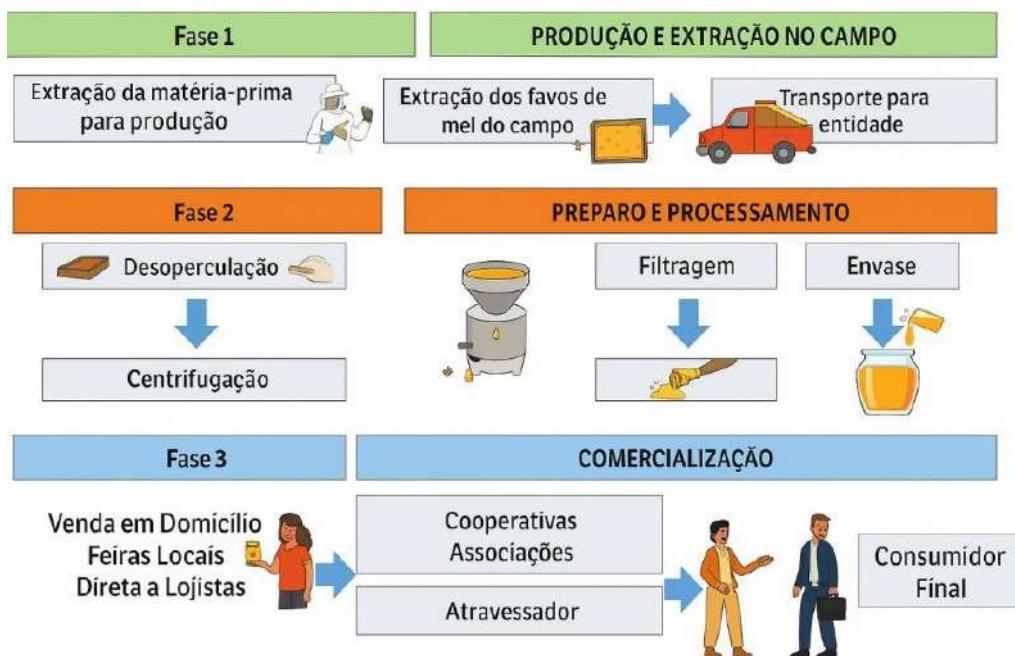 Fase 1
PRODUÇÃO E EXTRAÇÃO NO CAMPO
Extração da matéria-prima
para produção
Extração dos favos de
mel do campo
Transporte para
entidade
Fase 2
PREPARO E PROCESSAMENTO
Desoperculação
Filtragem
Envase
Centrifugação
Fase 3
COMERCIALIZAÇÃO
Venda em Domicílio
Feiras Locaís
Direta a Lojístas
Cooperativas
Associações
Atravessador
Consumidor
Final